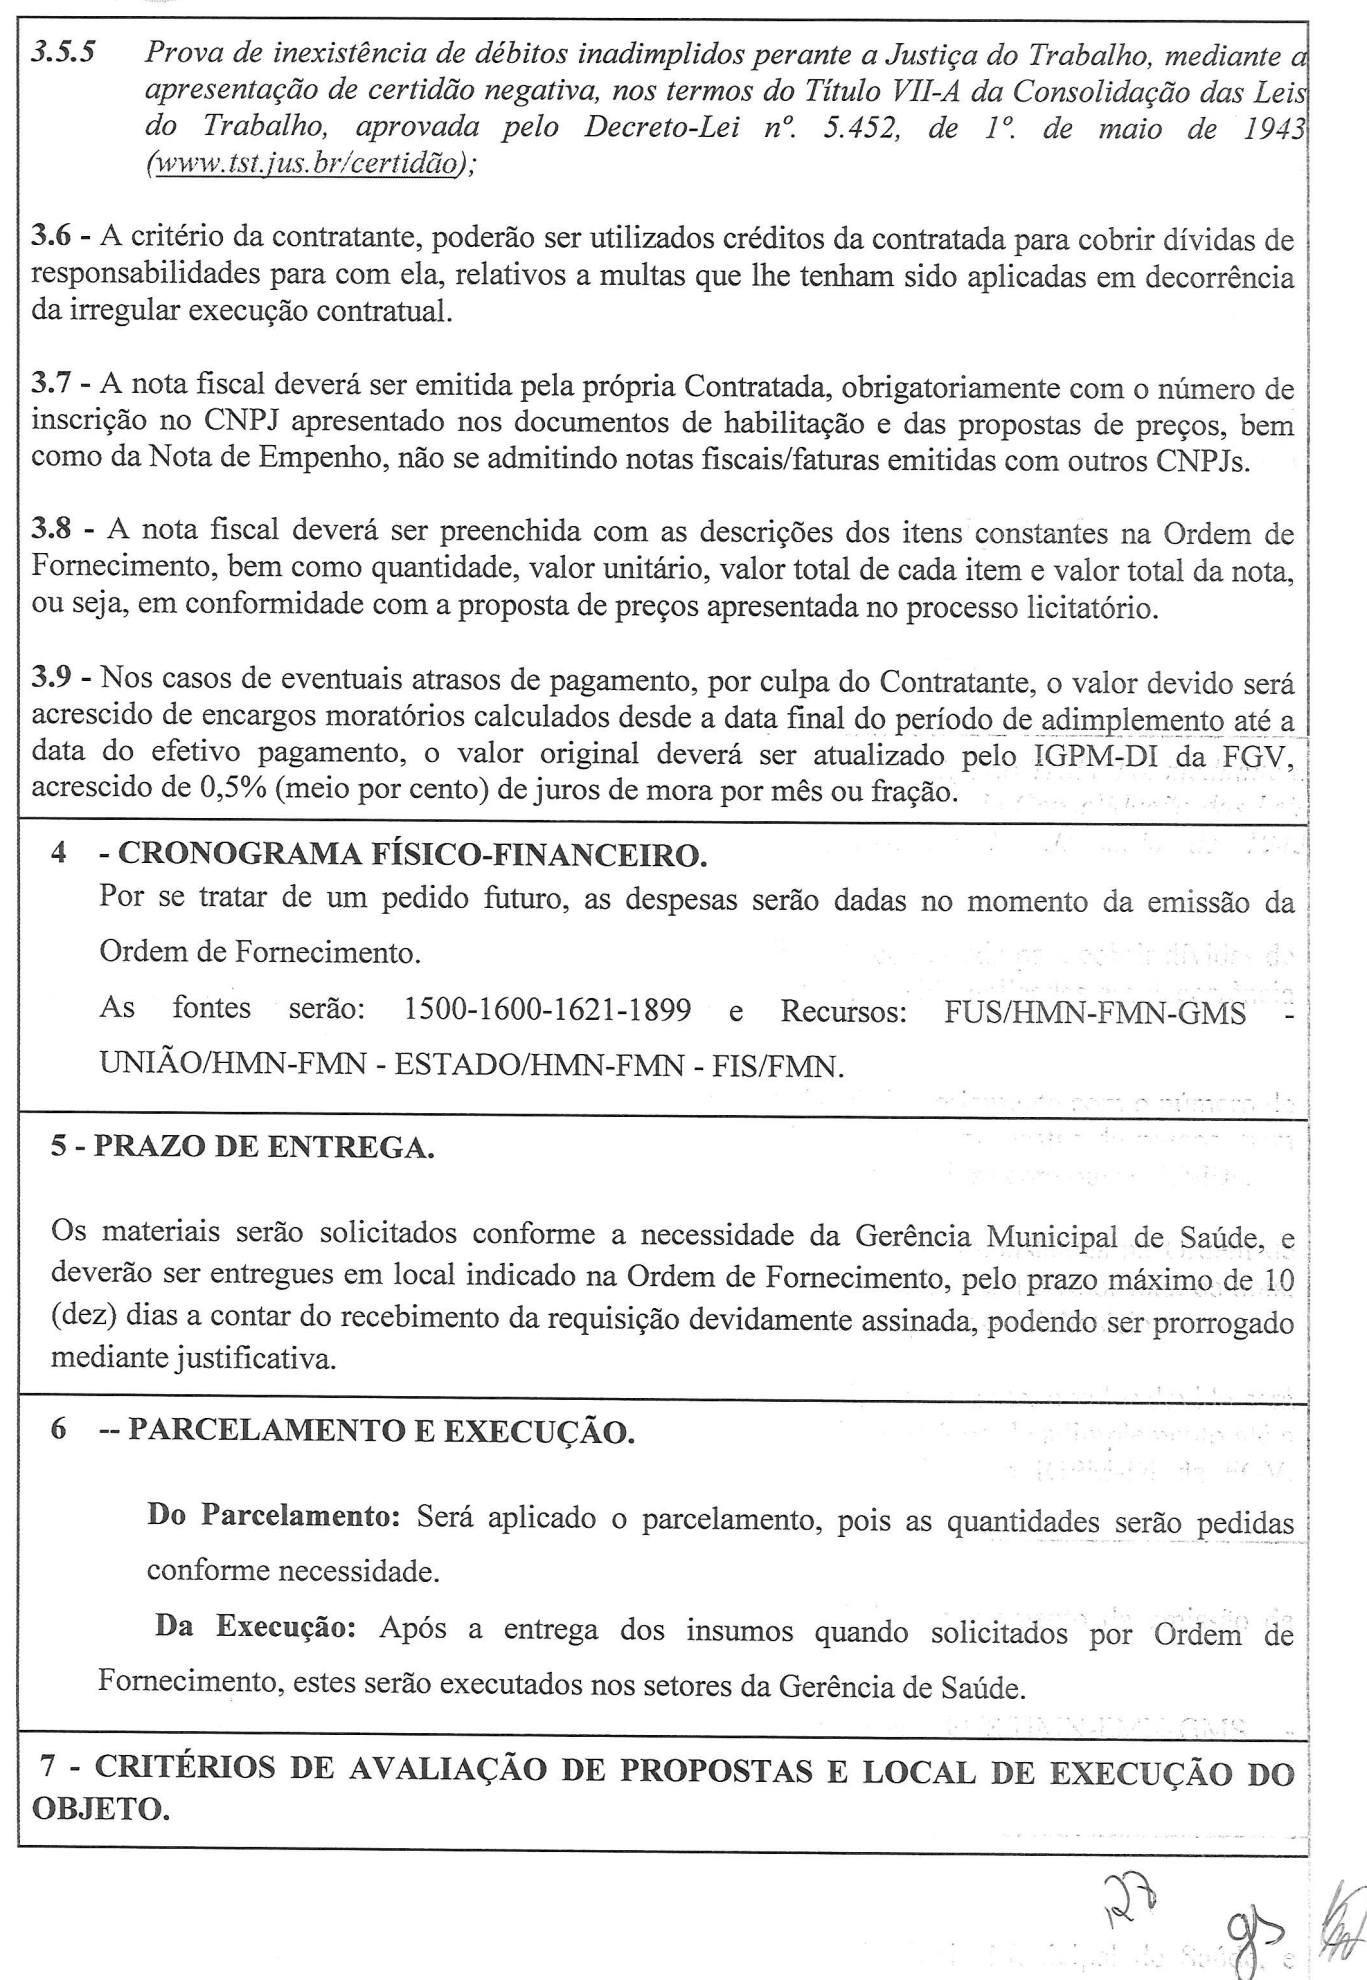 3.5.5 Prova de inexistência de débitos inadimplidos perante a Justiça do Trabalho, mediante a
apresentação de certidão negativa, nos termos do Título VII-A da Consolidação das Leis
do Trabalho, aprovada pelo Decreto-Lei nº. 5.452, de 1º. de maio de 1943
(www.tst.jus.br/certidão);
3.6 - A critério da contratante, poderão ser utilizados créditos da contratada para cobrir dívidas de
responsabilidades para com ela, relativos a multas que lhe tenham sido aplicadas em decorrência
da irregular execução contratual.
3.7 - A nota fiscal deverá ser emitida pela própria Contratada, obrigatoriamente com o número de
inscrição no CNPJ apresentado nos documentos de habilitação e das propostas de preços, bem
como da Nota de Empenho, não se admitindo notas fiscais/faturas emitidas com outros CNPJs.
3.8 - A nota fiscal deverá ser preenchida com as descrições dos itens constantes na Ordem de
Fornecimento, bem como quantidade, valor unitário, valor total de cada item e valor total da nota,
ou seja, em conformidade com a proposta de preços apresentada no processo licitatório.
3.9 - Nos casos de eventuais atrasos de pagamento, por culpa do Contratante, o valor devido será
acrescido de encargos moratórios calculados desde a data final do período de adimplemento até a
data do efetivo pagamento, o valor original deverá ser atualizado pelo IGPM-DI da FGV,
acrescido de 0,5% (meio por cento) de juros de mora por mês ou fração.
4 - CRONOGRAMA FÍSICO-FINANCEIRO.
Por se tratar de um pedido futuro, as despesas serão dadas no momento da emissão da
Ordem de Fornecimento.
As fontes serão: 1500-1600-1621-1899 e Recursos: FUS/HMN-FMN-GMS -
UNIÃO/HMN-FMN - ESTADO/HMN-FMN - FIS/FMN.
5 - PRAZO DE ENTREGA.
Os materiais serão solicitados conforme a necessidade da Gerência Municipal de Saúde, e
deverão ser entregues em local indicado na Ordem de Fornecimento, pelo prazo máximo de 10
(dez) dias a contar do recebimento da requisição devidamente assinada, podendo ser prorrogado
mediante justificativa.
6 -- PARCELAMENTO E EXECUÇÃO.
Do Parcelamento: Será aplicado o parcelamento, pois as quantidades serão pedidas
conforme necessidade.
Da Execução: Após a entrega dos insumos quando solicitados por Ordem de
Fornecimento, estes serão executados nos setores da Gerência de Saúde.
7 - CRITÉRIOS DE AVALIAÇÃO DE PROPOSTAS E LOCAL DE EXECUÇÃO DO
OBJETO.